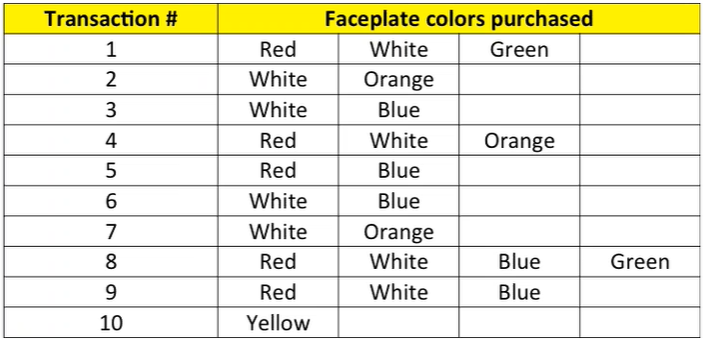 Transaction # Faceplate colors purchased
1 Red White Green
2 White Orange
3 White Blue
4 Red White Orange
5 Red Blue
6 White Blue
7 White Orange
8 Red White Blue Green
9 Red White Blue
10 Yellow